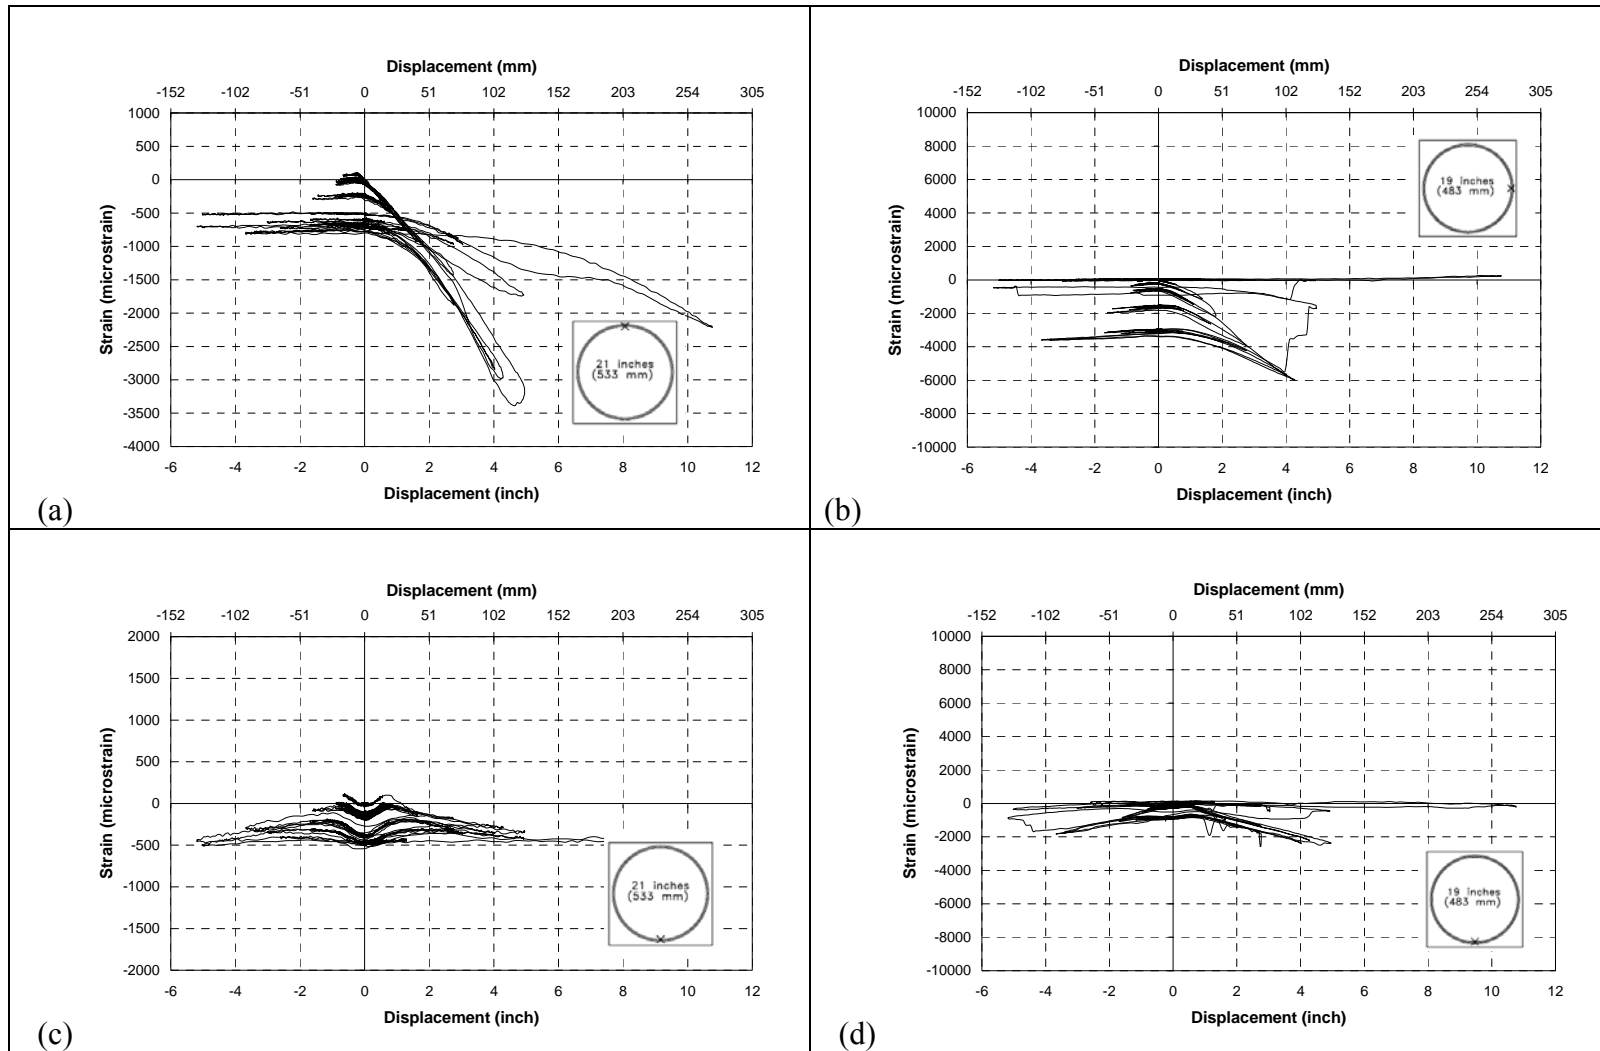 Displacement (mm)
-152 -102 -51 0 51 102 152 203 254 305
1000
500
0
-500
-1000
-1500
-2000
-2500
-3000
-3500
-4000
Strain (microstrain)
21 inches
(533 mm)
-6 -4 -2 0 2 4 6 8 10 12
Displacement (inch)
(a)
Displacement (mm)
-152 -102 -51 0 51 102 152 203 254 305
10000
8000
6000
4000
2000
0
-2000
-4000
-6000
-8000
-10000
Strain (microstrain)
19 inches
(483 mm)
-6 -4 -2 0 2 4 6 8 10 12
Displacement (inch)
(b)
Displacement (mm)
-152 -102 -51 0 51 102 152 203 254 305
2000
1500
1000
500
0
-500
-1000
-1500
-2000
Strain (microstrain)
21 inches
(533 mm)
-6 -4 -2 0 2 4 6 8 10 12
Displacement (inch)
(c)
Displacement (mm)
-152 -102 -51 0 51 102 152 203 254 305
10000
8000
6000
4000
2000
0
-2000
-4000
-6000
-8000
-10000
Strain (microstrain)
19 inches
(483 mm)
-6 -4 -2 0 2 4 6 8 10 12
Displacement (inch)
(d)